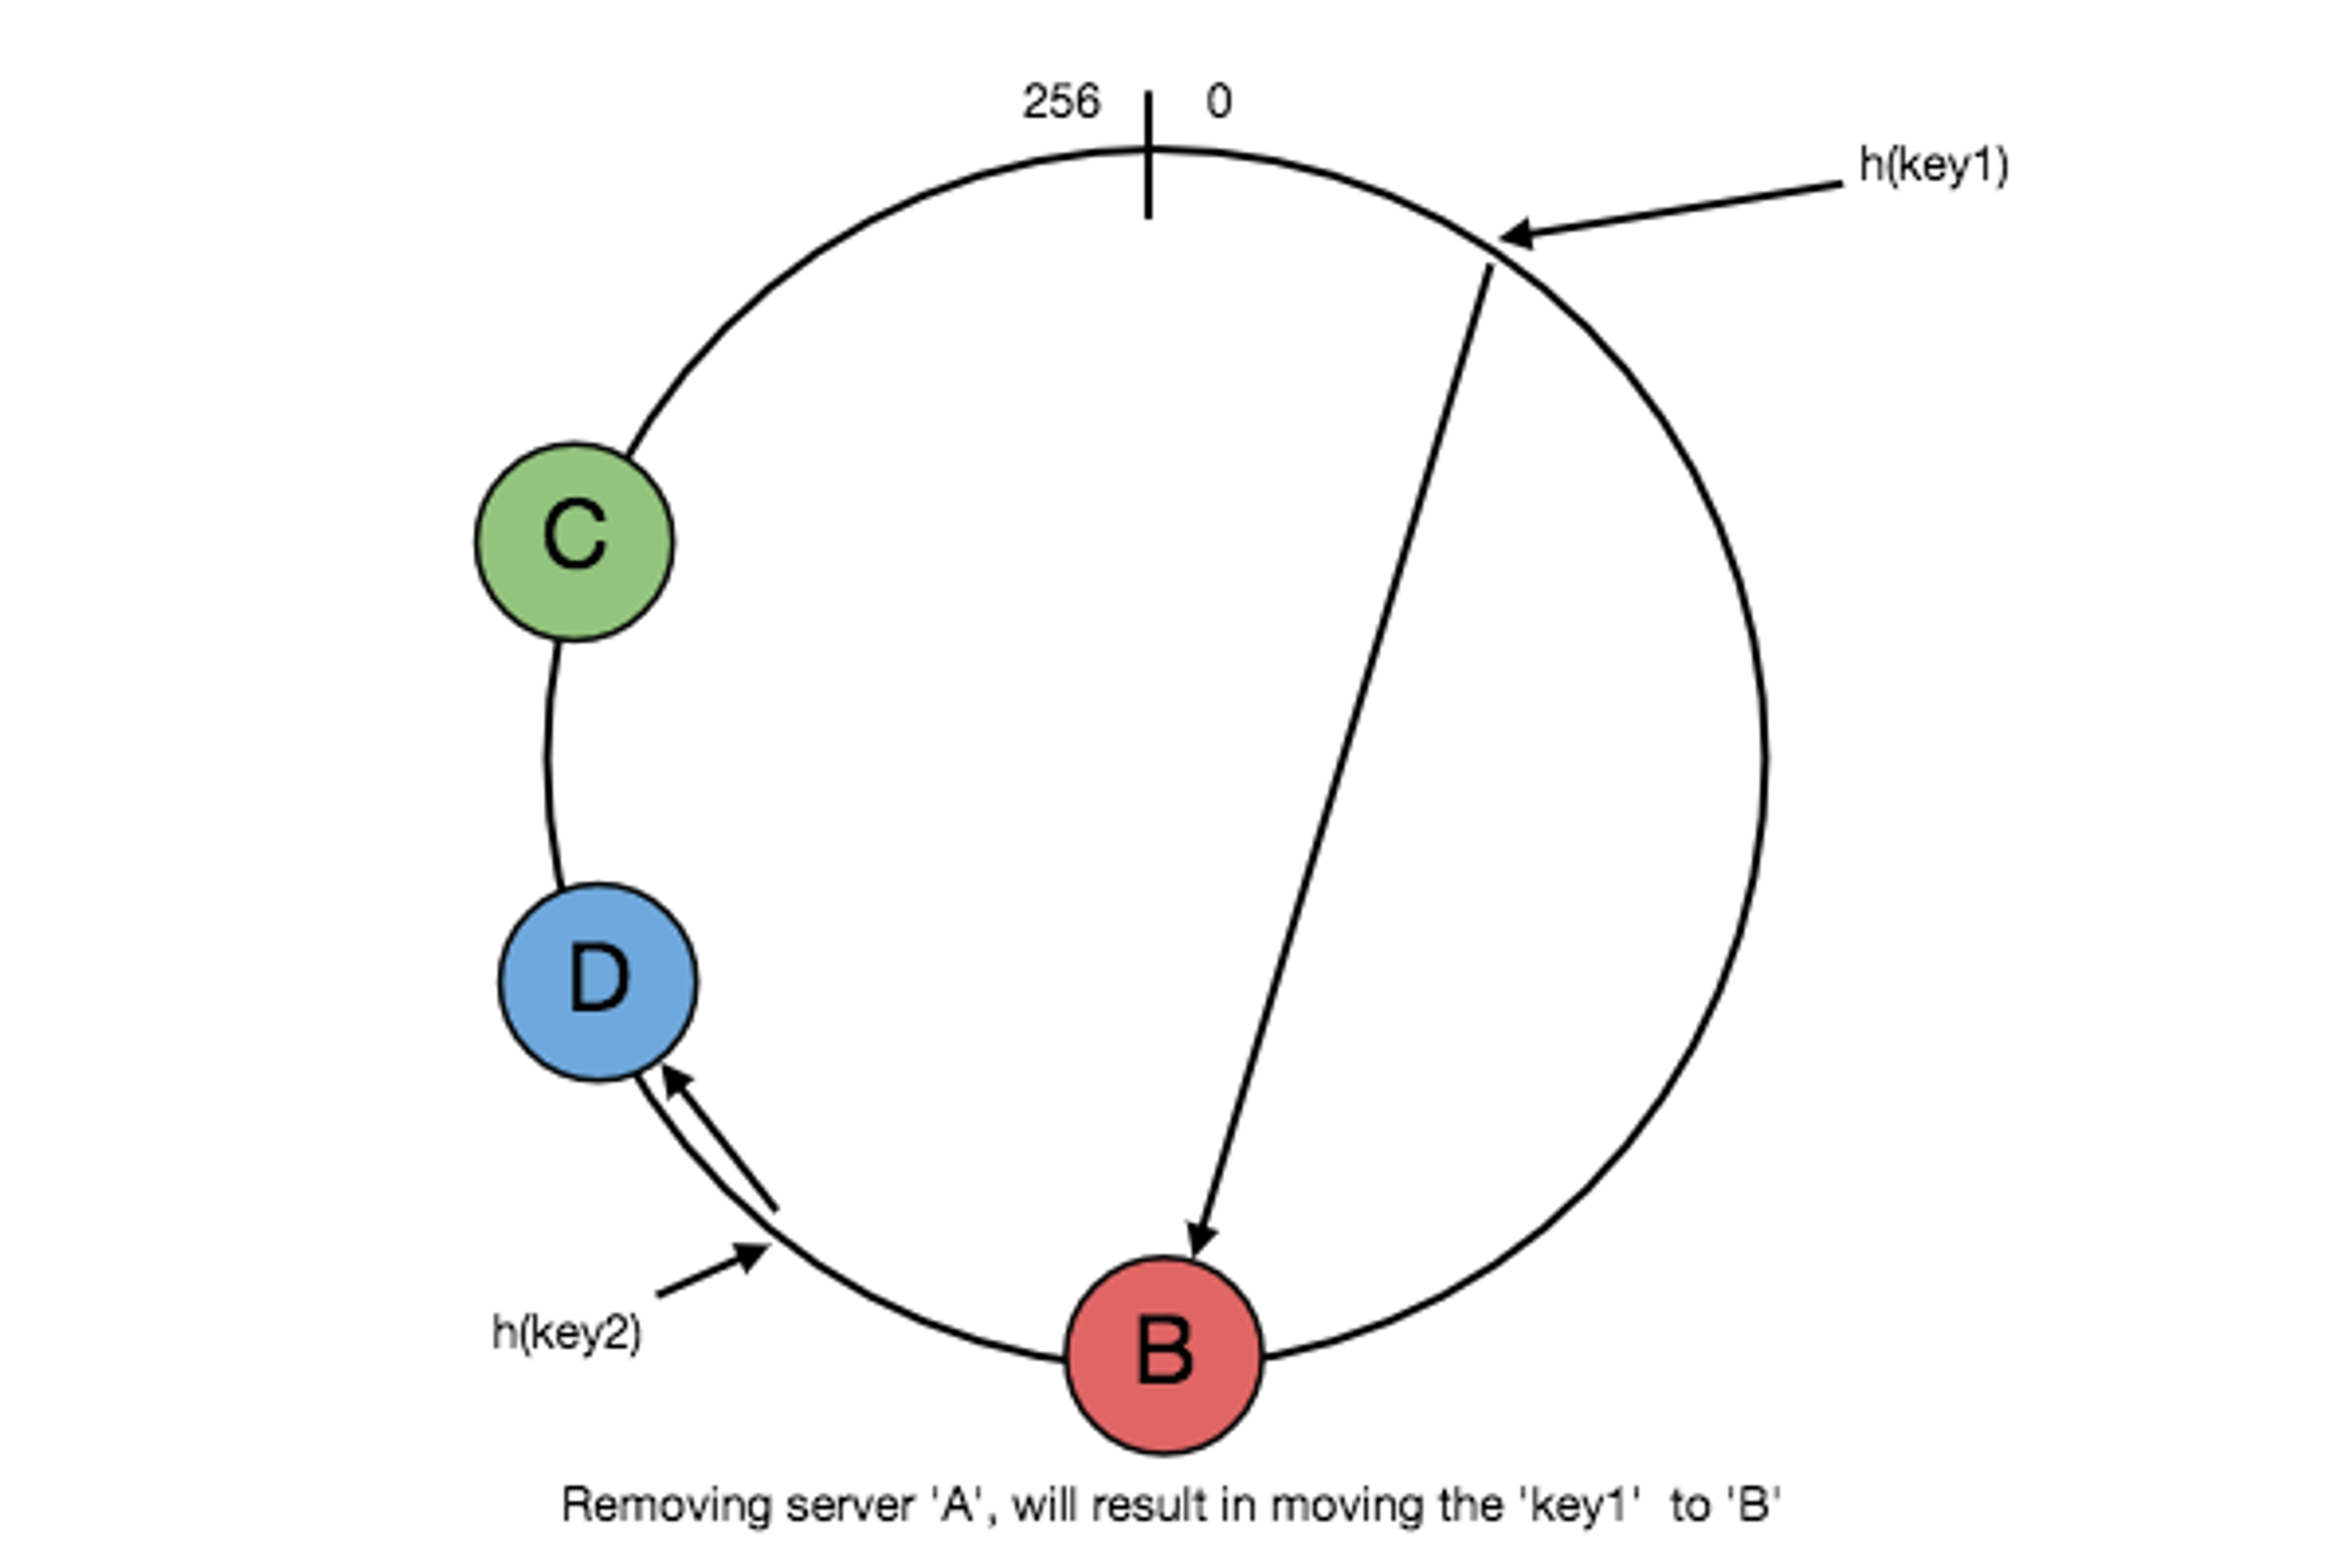 256 0
h(key1)
C
D
h(key2)
B
Removing server 'A', will result in moving the 'key1' to 'B'